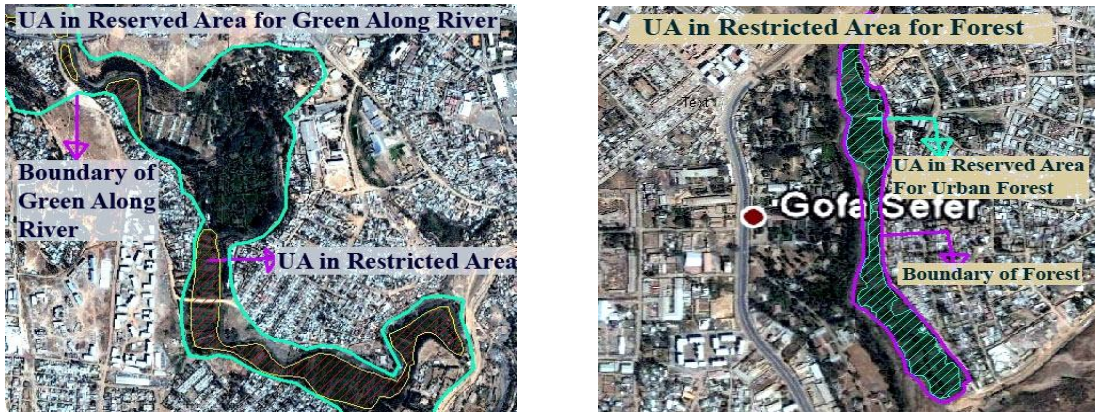 UA in Reserved Area for Green Along River
Boundary of
Green Along
River
UA in Restricted Area
UA in Restricted Area for Forest
Text
UA in Reserved Area
For Urban Forest
Gofa Sefer
Boundary of Forest